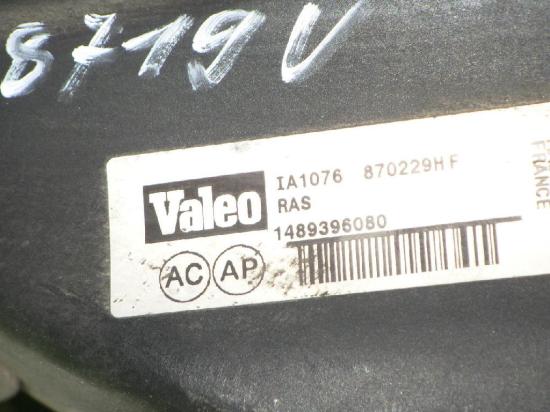 8719V
Valeo
IA1076 870229HF
RAS
1489396080
AC AP
FRANCE